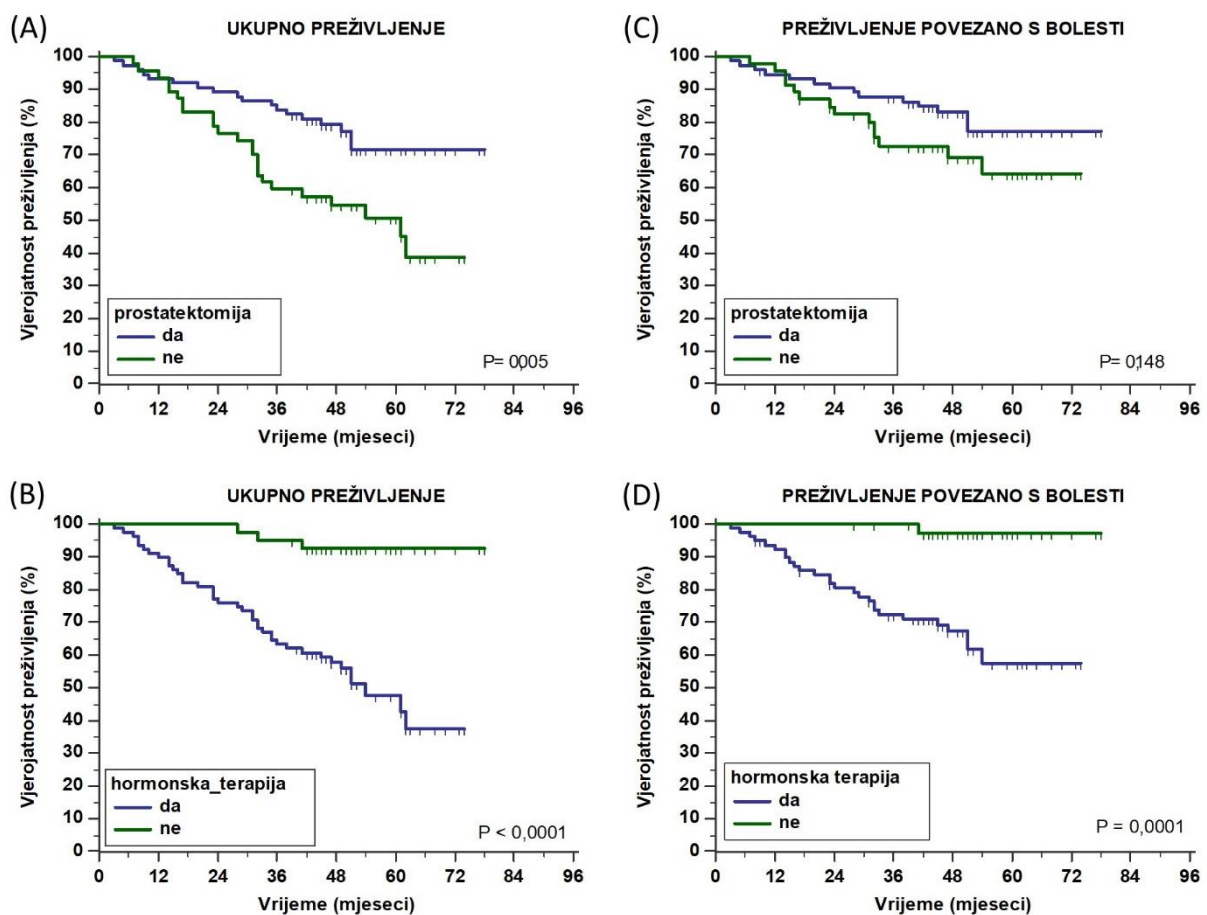 (A)
UKUPNO PREŽIVLJENJE
Vjerojatnost preživljenja (%)
100
90
80
70
60
50
40
30
20
10
0
prostatektomija
da
ne
P= 0,005
0 12 24 36 48 60 72 84 96
Vrijeme (mjeseci)
(C)
PREŽIVLJENJE POVEZANO S BOLESTI
Vjerojatnost preživljenja (%)
100
90
80
70
60
50
40
30
20
10
0
prostatektomija
da
ne
P= 0,148
0 12 24 36 48 60 72 84 96
Vrijeme (mjeseci)
(B)
UKUPNO PREŽIVLJENJE
Vjerojatnost preživljenja (%)
100
90
80
70
60
50
40
30
20
10
0
hormonska_terapija
da
ne
P < 0,0001
0 12 24 36 48 60 72 84 96
Vrijeme (mjeseci)
(D)
PREŽIVLJENJE POVEZANO S BOLESTI
Vjerojatnost preživljenja (%)
100
90
80
70
60
50
40
30
20
10
0
hormonska terapija
da
ne
P = 0,0001
0 12 24 36 48 60 72 84 96
Vrijeme (mjeseci)